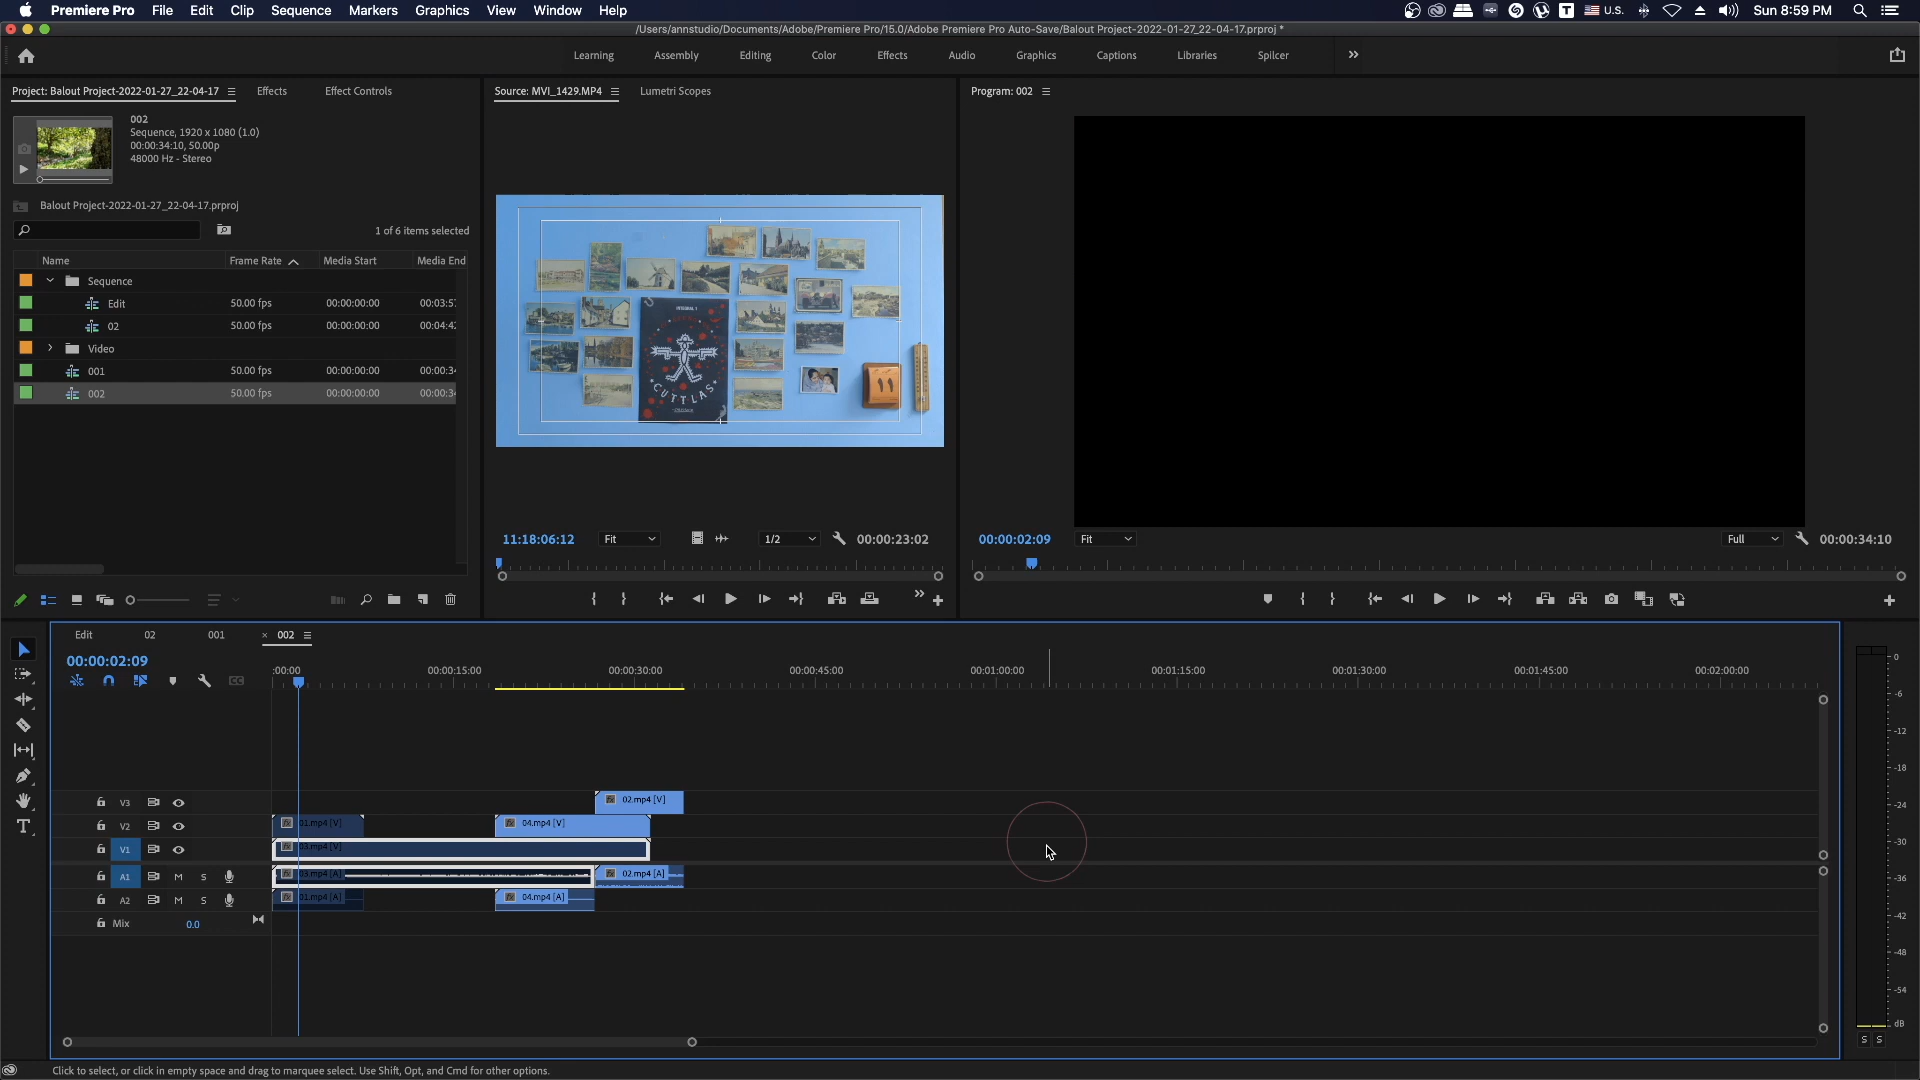 Premiere Pro File Edit Clip Sequence Markers Graphics View Window Help
U.S. Sun 8:59 PM
/Users/annstudio/Documents/Adobe/Premiere Pro/15.0/Adobe Premiere Pro Auto-Save/Balout Project-2022-01-27_22-04-17.prproj *
Learning Assembly Editing Color Effects Audio Graphics Captions Libraries Spilcer
Project: Balout Project-2022-01-27_22-04-17 Effects Effect Controls
002
Sequence, 1920 x 1080 (1.0)
00:00:34:10, 50.00p
48000 Hz - Stereo
Balout Project-2022-01-27_22-04-17.prproj
1 of 6 items selected
Name Frame Rate Media Start Media End
Sequence
Edit 50.00 fps 00:00:00:00 00:03:57
02 50.00 fps 00:00:00:00 00:04:42
Video
001 50.00 fps 00:00:00:00 00:00:34
002 50.00 fps 00:00:00:00 00:00:34
Source: MVI_1429.MP4 Lumetri Scopes
CUTTLAS
11:18:06:12 Fit 1/2 00:00:23:02
Program: 002
00:00:02:09 Fit Full 00:00:34:10
Edit 02 001 × 002
00:00:02:09
:00:00 00:00:15:00 00:00:30:00 00:00:45:00 00:01:00:00 00:01:15:00 00:01:30:00 00:01:45:00 00:02:00:00
V3 02.mp4 [V]
V2 01.mp4 [V] 04.mp4 [V]
V1 03.mp4 [V]
A1 M S 03.mp4 [A] 02.mp4 [A]
A2 M S 01.mp4 [A] 04.mp4 [A]
Mix 0.0
0
-6
-12
-18
-24
-30
-36
-42
-48
-54
dB
S S
Click to select, or click in empty space and drag to marquee select. Use Shift, Opt, and Cmd for other options.